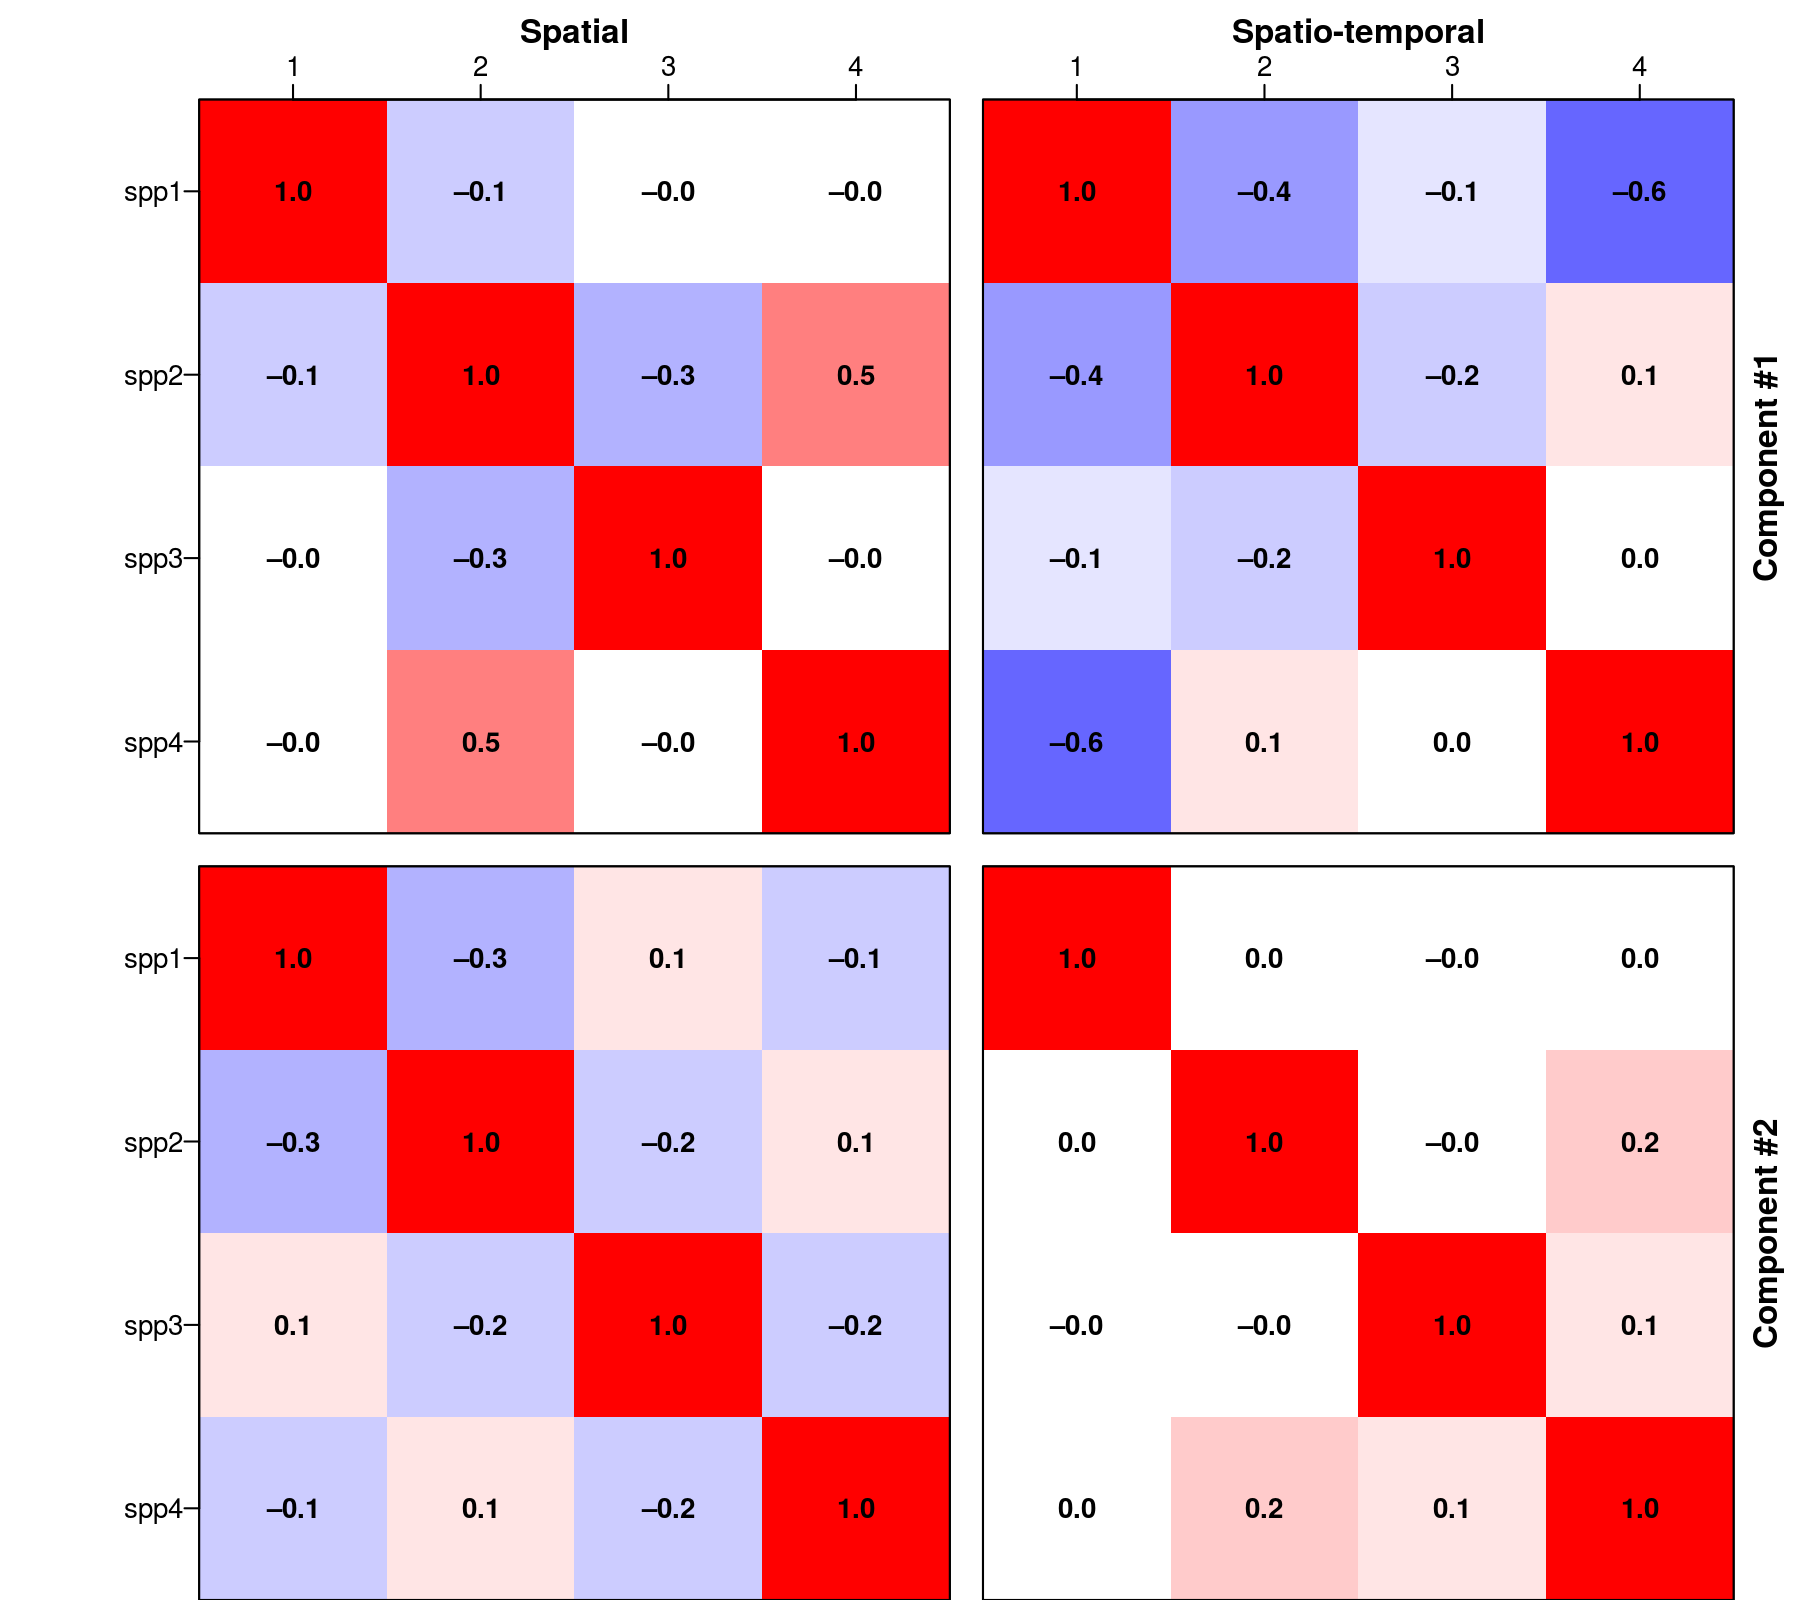 Spatial Spatio-temporal
1 2 3 4 1 2 3 4
spp1 1.0 −0.1 −0.0 −0.0 1.0 −0.4 −0.1 −0.6
spp2 −0.1 1.0 −0.3 0.5 −0.4 1.0 −0.2 0.1
spp3 −0.0 −0.3 1.0 −0.0 −0.1 −0.2 1.0 0.0
spp4 −0.0 0.5 −0.0 1.0 −0.6 0.1 0.0 1.0
Component #1
spp1 1.0 −0.3 0.1 −0.1 1.0 0.0 −0.0 0.0
spp2 −0.3 1.0 −0.2 0.1 0.0 1.0 −0.0 0.2
spp3 0.1 −0.2 1.0 −0.2 −0.0 −0.0 1.0 0.1
spp4 −0.1 0.1 −0.2 1.0 0.0 0.2 0.1 1.0
Component #2